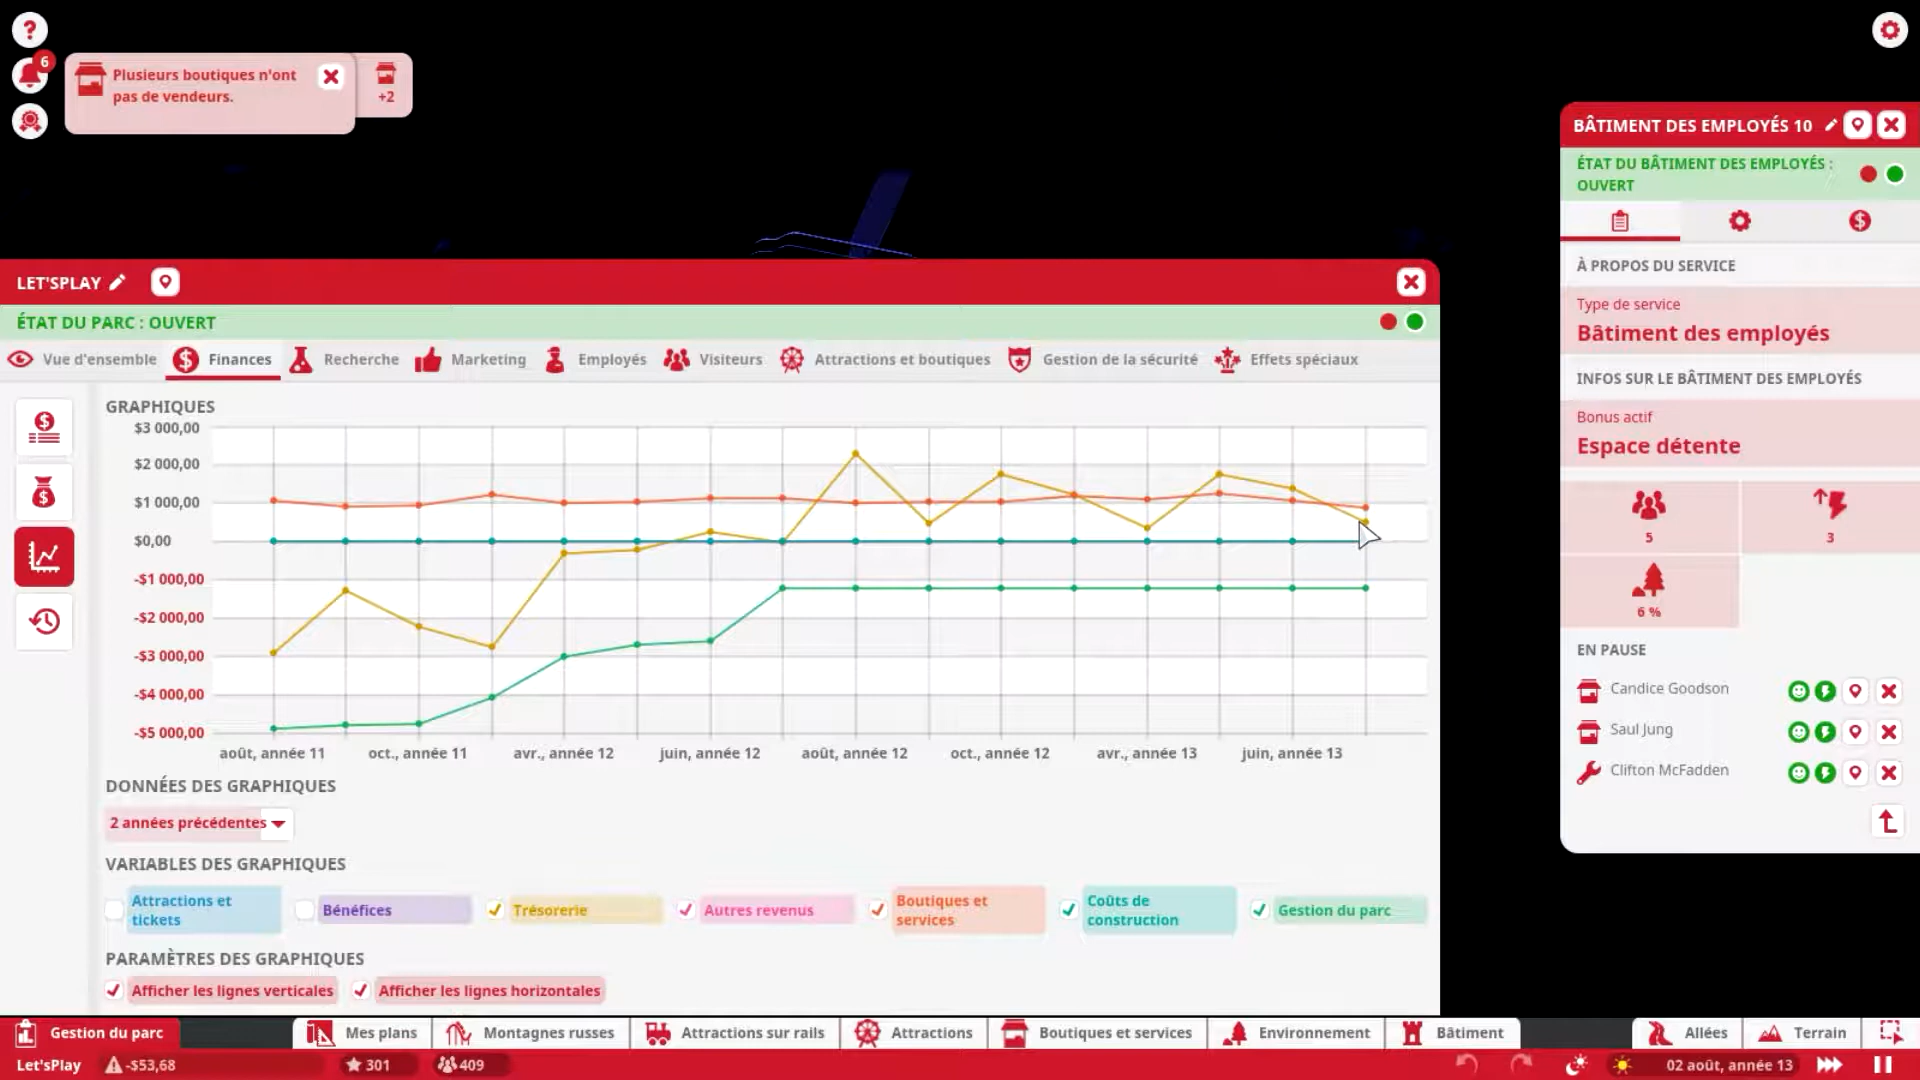 ?
6
Plusieurs boutiques n'ont
pas de vendeurs.
+2
LET'SPLAY
ÉTAT DU PARC : OUVERT
Vue d'ensemble
Finances
Recherche
Marketing
Employés
Visiteurs
Attractions et boutiques
Gestion de la sécurité
Effets spéciaux
GRAPHIQUES
$3 000,00
$2 000,00
$1 000,00
$0,00
-$1 000,00
-$2 000,00
-$3 000,00
-$4 000,00
-$5 000,00
août, année 11
oct., année 11
avr., année 12
juin, année 12
août, année 12
oct., année 12
avr., année 13
juin, année 13
DONNÉES DES GRAPHIQUES
2 années précédentes
VARIABLES DES GRAPHIQUES
Attractions et
tickets
Bénéfices
Trésorerie
Autres revenus
Boutiques et
services
Coûts de
construction
Gestion du parc
PARAMÈTRES DES GRAPHIQUES
Afficher les lignes verticales
Afficher les lignes horizontales
BÂTIMENT DES EMPLOYÉS 10
ÉTAT DU BÂTIMENT DES EMPLOYÉS :
OUVERT
À PROPOS DU SERVICE
Type de service
Bâtiment des employés
INFOS SUR LE BÂTIMENT DES EMPLOYÉS
Bonus actif
Espace détente
5
3
6 %
EN PAUSE
Candice Goodson
Saul Jung
Clifton McFadden
Gestion du parc
Mes plans
Montagnes russes
Attractions sur rails
Attractions
Boutiques et services
Environnement
Bâtiment
Allées
Terrain
Let'sPlay
-$53,68
301
409
02 août, année 13